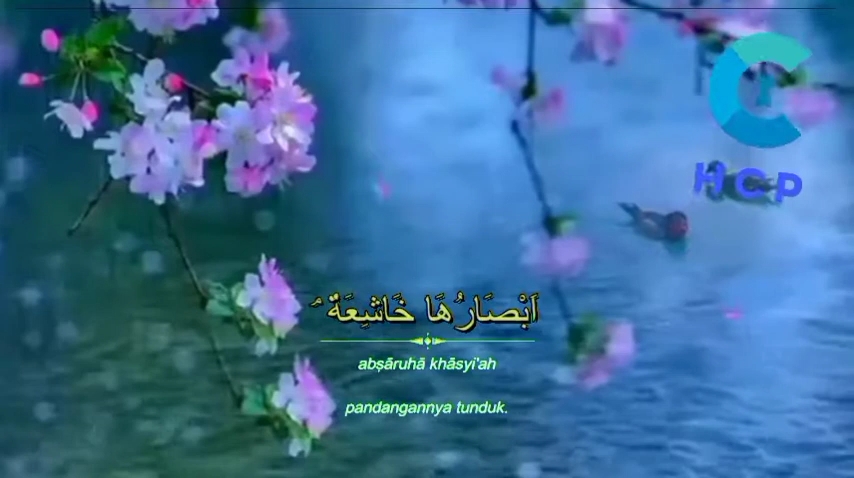 HCP
اَبْصَارُهَا خَاشِعَةٌ ۘ
abṣāruhā khāsyi'ah
pandangannya tunduk.